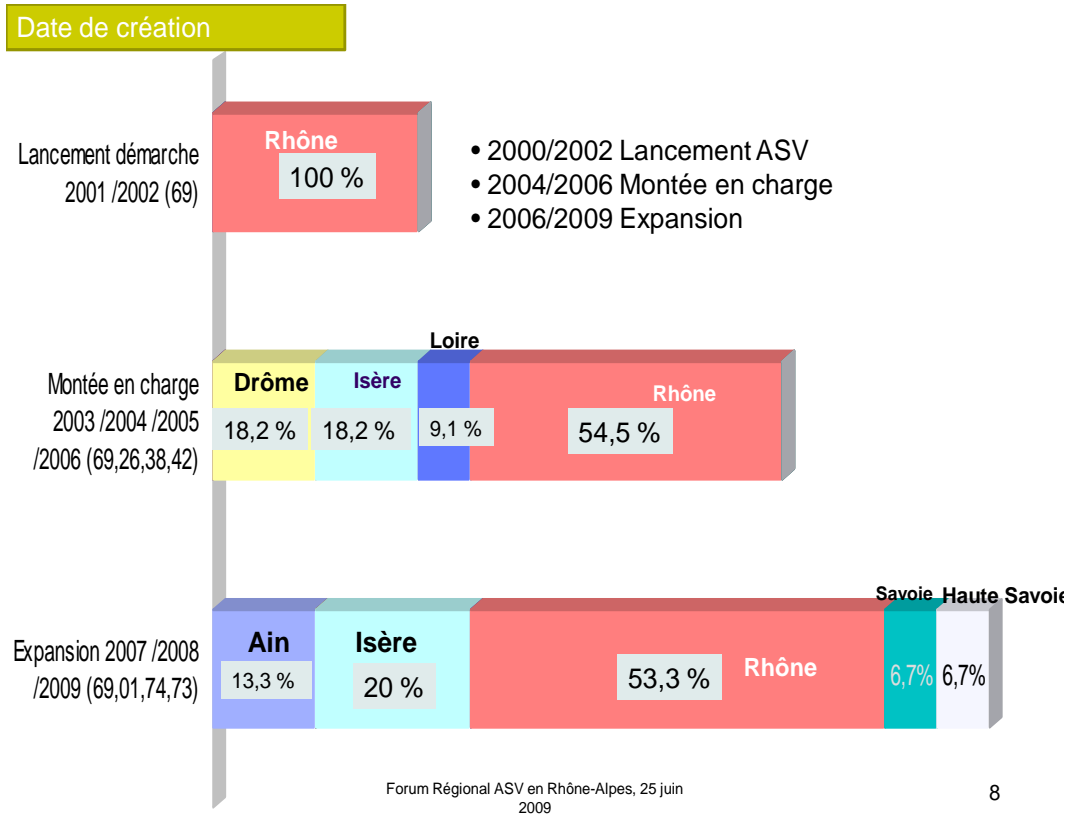 Date de création
Lancement démarche
2001 /2002 (69)
Rhône
100 %
• 2000/2002 Lancement ASV
• 2004/2006 Montée en charge
• 2006/2009 Expansion
Montée en charge
2003 /2004 /2005
/2006 (69,26,38,42)
Drôme
18,2 %
Isère
18,2 %
Loire
9,1 %
Rhône
54,5 %
Expansion 2007 /2008
/2009 (69,01,74,73)
Ain
13,3 %
Isère
20 %
Rhône
53,3 %
Savoie
6,7%
Haute Savoie
6,7%
Forum Régional ASV en Rhône-Alpes, 25 juin
2009
8